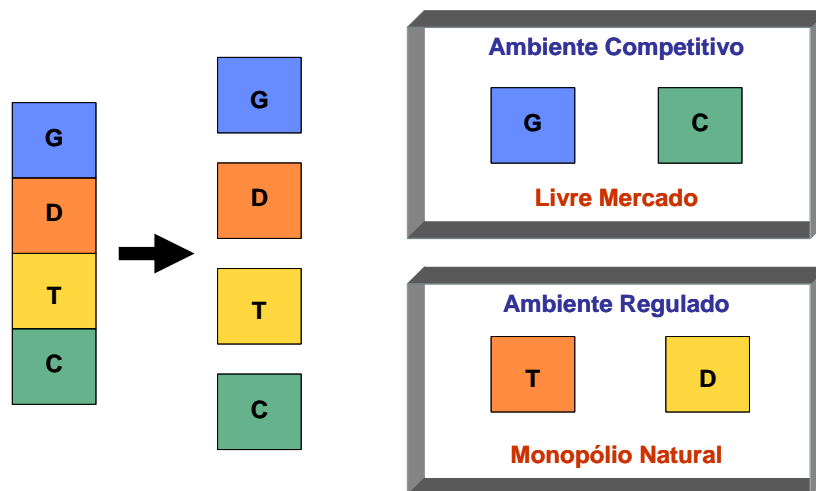 G
D
T
C
G
D
T
C
Ambiente Competitivo
G C
Livre Mercado
Ambiente Regulado
T D
Monopólio Natural